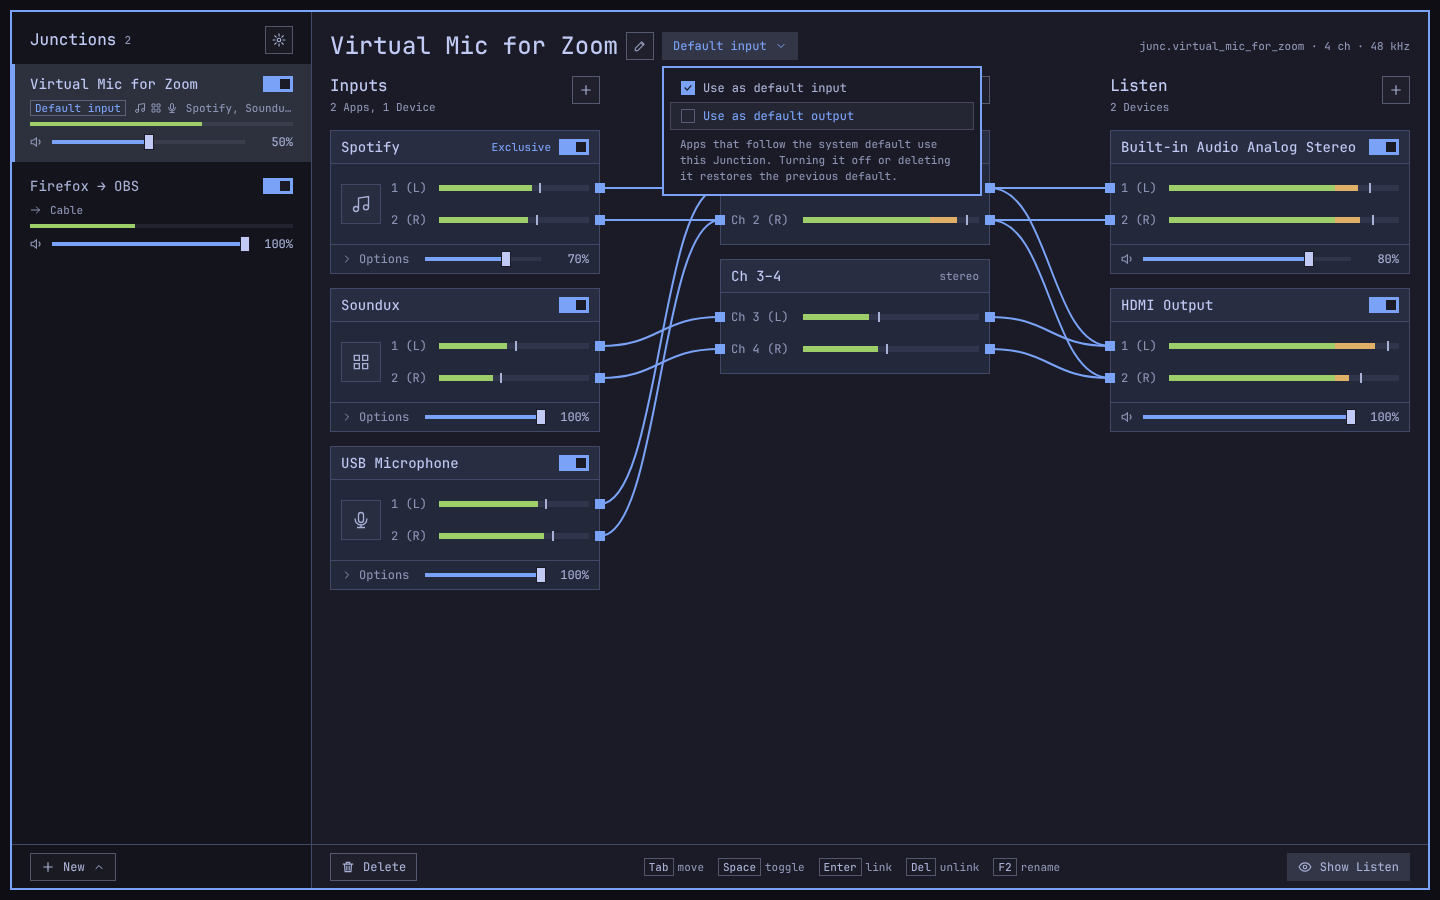 Junctions 2
Virtual Mic for Zoom
Default input Spotify, Soundu…
50%
Firefox → OBS
→ Cable
100%
New
Virtual Mic for Zoom
Default input
junc.virtual_mic_for_zoom · 4 ch · 48 kHz
Use as default input
Use as default output
Apps that follow the system default use
this Junction. Turning it off or deleting
it restores the previous default.
Inputs
2 Apps, 1 Device
Spotify Exclusive
1 (L)
2 (R)
Options 70%
Soundux
1 (L)
2 (R)
Options 100%
USB Microphone
1 (L)
2 (R)
Options 100%
Ch 2 (R)
Ch 3–4 stereo
Ch 3 (L)
Ch 4 (R)
Listen
2 Devices
Built-in Audio Analog Stereo
1 (L)
2 (R)
80%
HDMI Output
1 (L)
2 (R)
100%
Delete
Tab move Space toggle Enter link Del unlink F2 rename
Show Listen